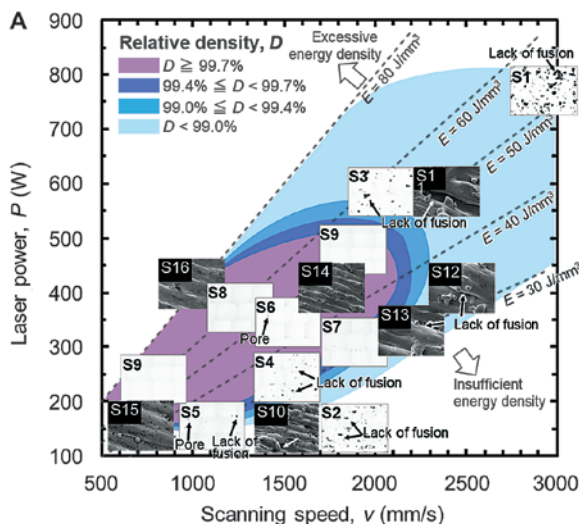 A
Relative density, D
D ≧ 99.7%
99.4% ≦ D < 99.7%
99.0% ≦ D < 99.4%
D < 99.0%
Excessive
energy density
E = 80 J/mm³
E = 60 J/mm³
E = 50 J/mm³
E = 40 J/mm³
E = 30 J/mm³
Lack of fusion
S1
S3
Lack of fusion
S1
Lack of fusion
S9
S16
S14
S12
Lack of fusion
S8
S6
Pore
S7
S13
S9
S4
Lack of fusion
Insufficient
energy density
S15
S5
Pore
Lack of
fusion
S10
S2
Lack of fusion
Laser power, P (W)
900
800
700
600
500
400
300
200
100
500
1000
1500
2000
2500
3000
Scanning speed, v (mm/s)